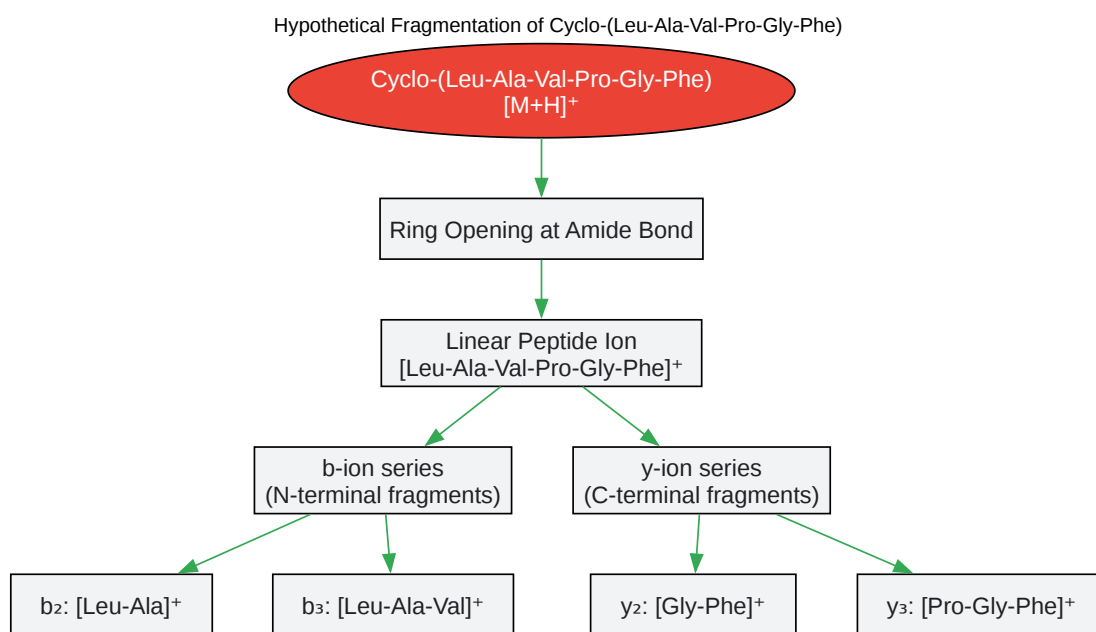 Hypothetical Fragmentation of Cyclo-(Leu-Ala-Val-Pro-Gly-Phe)
Cyclo-(Leu-Ala-Val-Pro-Gly-Phe)
[M+H]⁺
Ring Opening at Amide Bond
Linear Peptide Ion
[Leu-Ala-Val-Pro-Gly-Phe]⁺
b-ion series
(N-terminal fragments)
y-ion series
(C-terminal fragments)
b₂: [Leu-Ala]⁺
b₃: [Leu-Ala-Val]⁺
y₂: [Gly-Phe]⁺
y₃: [Pro-Gly-Phe]⁺